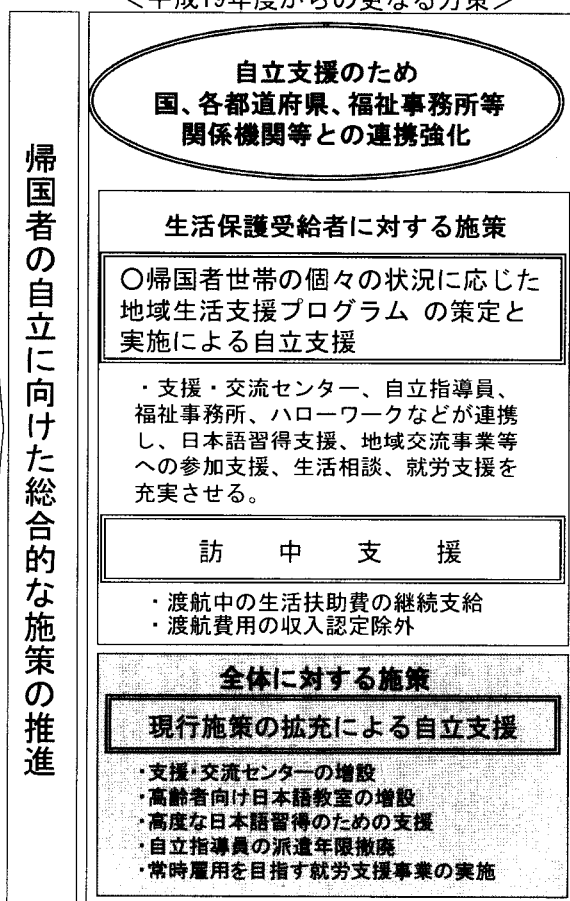 ＜平成19年度からの更なる方策＞
帰国者の自立に向けた総合的な施策の推進
自立支援のため
国、各都道府県、福祉事務所等
関係機関等との連携強化
生活保護受給者に対する施策
〇帰国者世帯の個々の状況に応じた
地域生活支援プログラム の策定と
実施による自立支援
・支援・交流センター、自立指導員、
福祉事務所、ハローワークなどが連携
し、日本語習得支援、地域交流事業等
への参加支援、生活相談、就労支援を
充実させる。
訪 中 支 援
・渡航中の生活扶助費の継続支給
・渡航費用の収入認定除外
全体に対する施策
現行施策の拡充による自立支援
・支援・交流センターの増設
・高齢者向け日本語教室の増設
・高度な日本語習得のための支援
・自立指導員の派遣年限撤廃
・常時雇用を目指す就労支援事業の実施